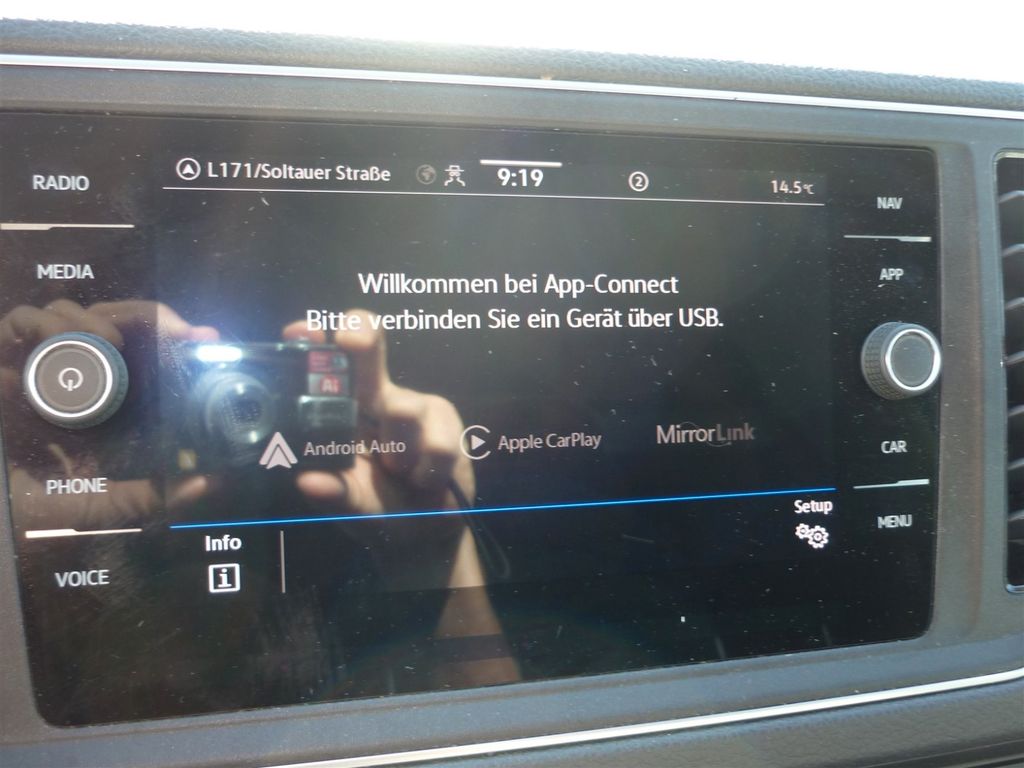 RADIO
MEDIA
PHONE
VOICE
L171/Soltauer Straße
9:19
2
14.5°C
Willkommen bei App-Connect
Bitte verbinden Sie ein Gerät über USB.
Android Auto
Apple CarPlay
MirrorLink
Info
Setup
NAV
APP
CAR
MENU
Ai